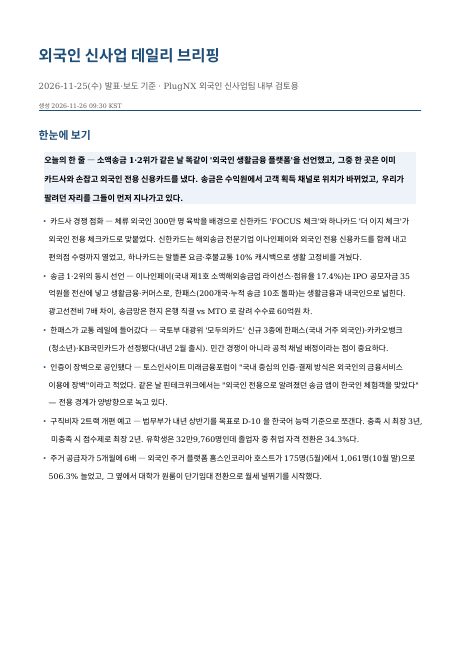 외국인 신사업 데일리 브리핑
2026-11-25(수) 발표·보도 기준 · PlugNX 외국인 신사업팀 내부 검토용
생성 2026-11-26 09:30 KST
한눈에 보기
오늘의 한 줄 — 소액송금 1·2위가 같은 날 똑같이 '외국인 생활금융 플랫폼'을 선언했고, 그중 한 곳은 이미
카드사와 손잡고 외국인 전용 신용카드를 냈다. 송금은 수익원에서 고객 획득 채널로 위치가 바뀌었고, 우리가
팔려던 자리를 그들이 먼저 지나가고 있다.
• 카드사 경쟁 점화 — 체류 외국인 300만 명 육박을 배경으로 신한카드 'FOCUS 체크'와 하나카드 '더 이지 체크'가
외국인 전용 체크카드로 맞붙었다. 신한카드는 해외송금 전문기업 이나인페이와 외국인 전용 신용카드를 함께 내고
편의점 수령까지 열었고, 하나카드는 알뜰폰 요금·후불교통 10% 캐시백으로 생활 고정비를 겨눴다.
• 송금 1·2위의 동시 선언 — 이나인페이(국내 제1호 소액해외송금업 라이선스·점유율 17.4%)는 IPO 공모자금 35
억원을 전산에 넣고 생활금융·커머스로, 한패스(200개국·누적 송금 10조 돌파)는 생활금융과 내국인으로 넓힌다.
광고선전비 7배 차이, 송금망은 현지 은행 직결 vs MTO 로 갈려 수수료 60억원 차.
• 한패스가 교통 레일에 들어갔다 — 국토부 대광위 '모두의카드' 신규 3종에 한패스(국내 거주 외국인)·카카오뱅크
(청소년)·KB국민카드가 선정됐다(내년 2월 출시). 민간 경쟁이 아니라 공적 채널 배정이라는 점이 중요하다.
• 인증이 장벽으로 공인됐다 — 토스인사이트 미래금융포럼이 "국내 중심의 인증·결제 방식은 외국인의 금융서비스
이용에 장벽"이라고 적었다. 같은 날 핀테크위크에서는 "외국인 전용으로 알려졌던 송금 앱이 한국인 체험객을 맞았다"
— 전용 경계가 양방향으로 녹고 있다.
• 구직비자 2트랙 개편 예고 — 법무부가 내년 상반기를 목표로 D-10 을 한국어 능력 기준으로 쪼갠다. 충족 시 최장 3년,
미충족 시 점수제로 최장 2년. 유학생은 32만9,760명인데 졸업자 중 취업 자격 전환은 34.3%다.
• 주거 공급자가 5개월에 6배 — 외국인 주거 플랫폼 홈스인코리아 호스트가 175명(5월)에서 1,061명(10월 말)으로
506.3% 늘었고, 그 옆에서 대학가 원룸이 단기임대 전환으로 월세 널뛰기를 시작했다.